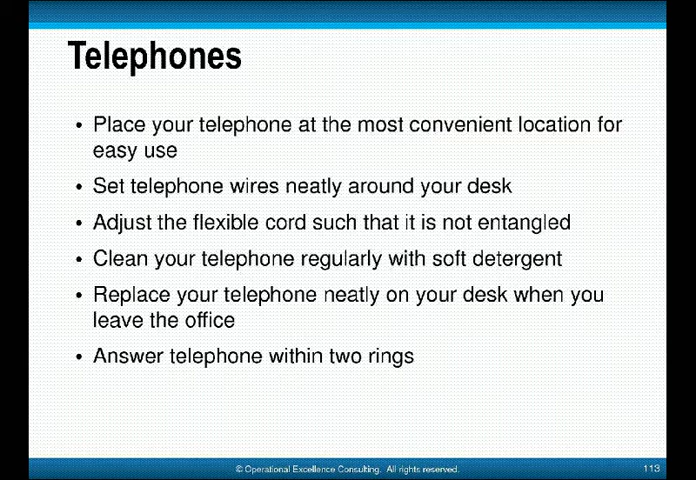 Telephones
• Place your telephone at the most convenient location for
easy use
• Set telephone wires neatly around your desk
• Adjust the flexible cord such that it is not entangled
• Clean your telephone regularly with soft detergent
• Replace your telephone neatly on your desk when you
leave the office
• Answer telephone within two rings
© Operational Excellence Consulting. All rights reserved.
113